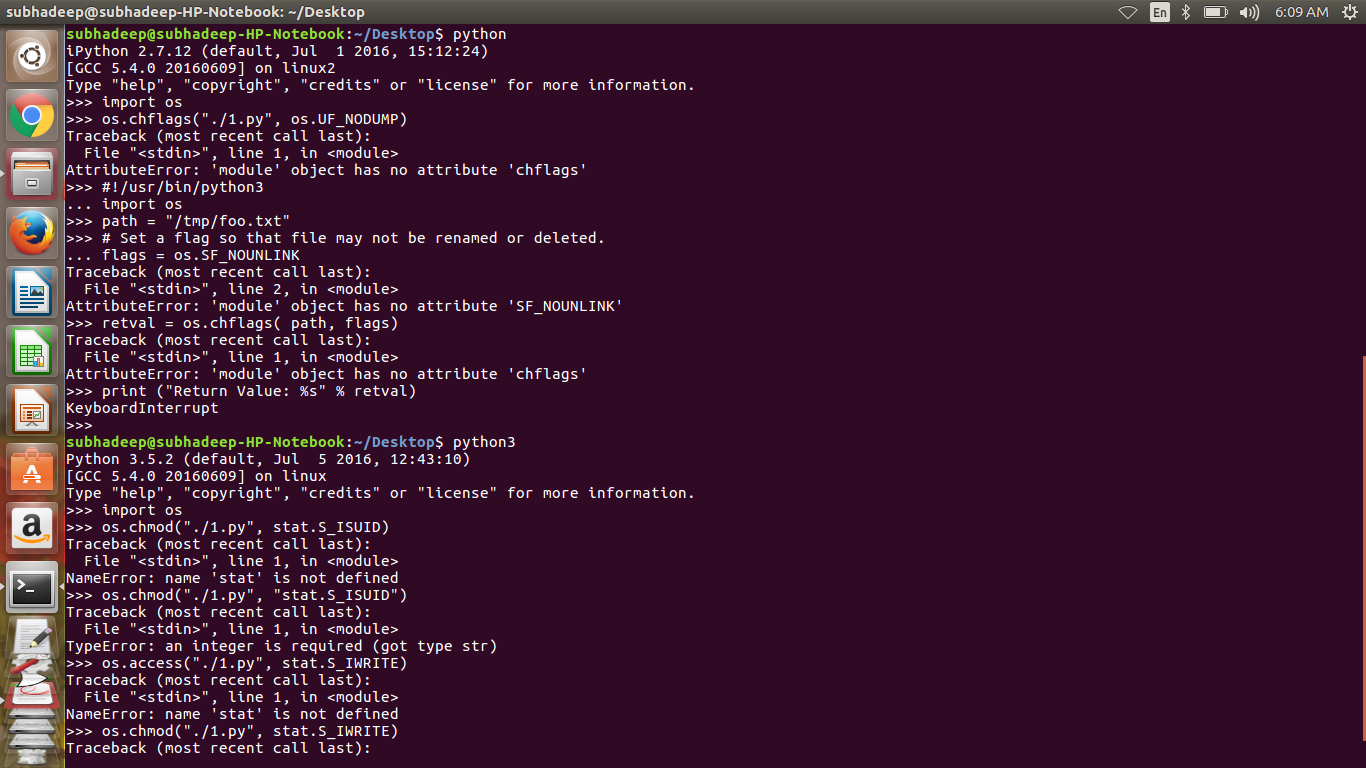 subhadeep@subhadeep-HP-Notebook: ~/Desktop
En
6:09 AM
subhadeep@subhadeep-HP-Notebook:~/Desktop$ python
iPython 2.7.12 (default, Jul  1 2016, 15:12:24)
[GCC 5.4.0 20160609] on linux2
Type "help", "copyright", "credits" or "license" for more information.
>>> import os
>>> os.chflags("./1.py", os.UF_NODUMP)
Traceback (most recent call last):
  File "<stdin>", line 1, in <module>
AttributeError: 'module' object has no attribute 'chflags'
>>> #!/usr/bin/python3
... import os
>>> path = "/tmp/foo.txt"
>>> # Set a flag so that file may not be renamed or deleted.
... flags = os.SF_NOUNLINK
Traceback (most recent call last):
  File "<stdin>", line 2, in <module>
AttributeError: 'module' object has no attribute 'SF_NOUNLINK'
>>> retval = os.chflags( path, flags)
Traceback (most recent call last):
  File "<stdin>", line 1, in <module>
AttributeError: 'module' object has no attribute 'chflags'
>>> print ("Return Value: %s" % retval)
KeyboardInterrupt
>>>
subhadeep@subhadeep-HP-Notebook:~/Desktop$ python3
Python 3.5.2 (default, Jul  5 2016, 12:43:10)
[GCC 5.4.0 20160609] on linux
Type "help", "copyright", "credits" or "license" for more information.
>>> import os
>>> os.chmod("./1.py", stat.S_ISUID)
Traceback (most recent call last):
  File "<stdin>", line 1, in <module>
NameError: name 'stat' is not defined
>>> os.chmod("./1.py", "stat.S_ISUID")
Traceback (most recent call last):
  File "<stdin>", line 1, in <module>
TypeError: an integer is required (got type str)
>>> os.access("./1.py", stat.S_IWRITE)
Traceback (most recent call last):
  File "<stdin>", line 1, in <module>
NameError: name 'stat' is not defined
>>> os.chmod("./1.py", stat.S_IWRITE)
Traceback (most recent call last):